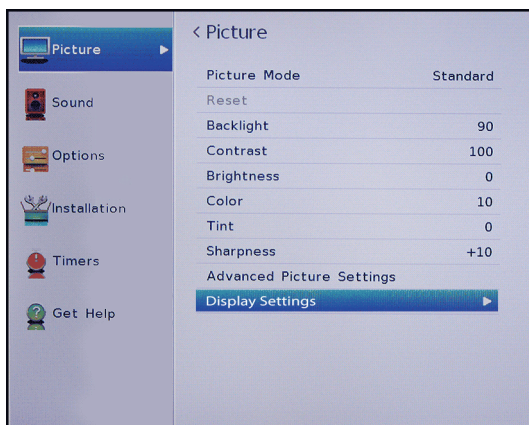 Picture
Sound
Options
Installation
Timers
Get Help
< Picture
Picture Mode Standard
Reset
Backlight 90
Contrast 100
Brightness 0
Color 10
Tint 0
Sharpness +10
Advanced Picture Settings
Display Settings